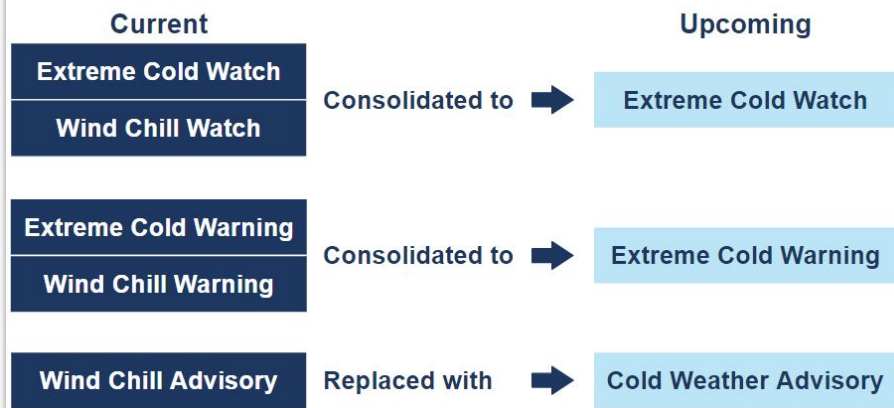 Current
Upcoming
Extreme Cold Watch
Wind Chill Watch
Consolidated to
Extreme Cold Watch
Extreme Cold Warning
Wind Chill Warning
Consolidated to
Extreme Cold Warning
Wind Chill Advisory
Replaced with
Cold Weather Advisory